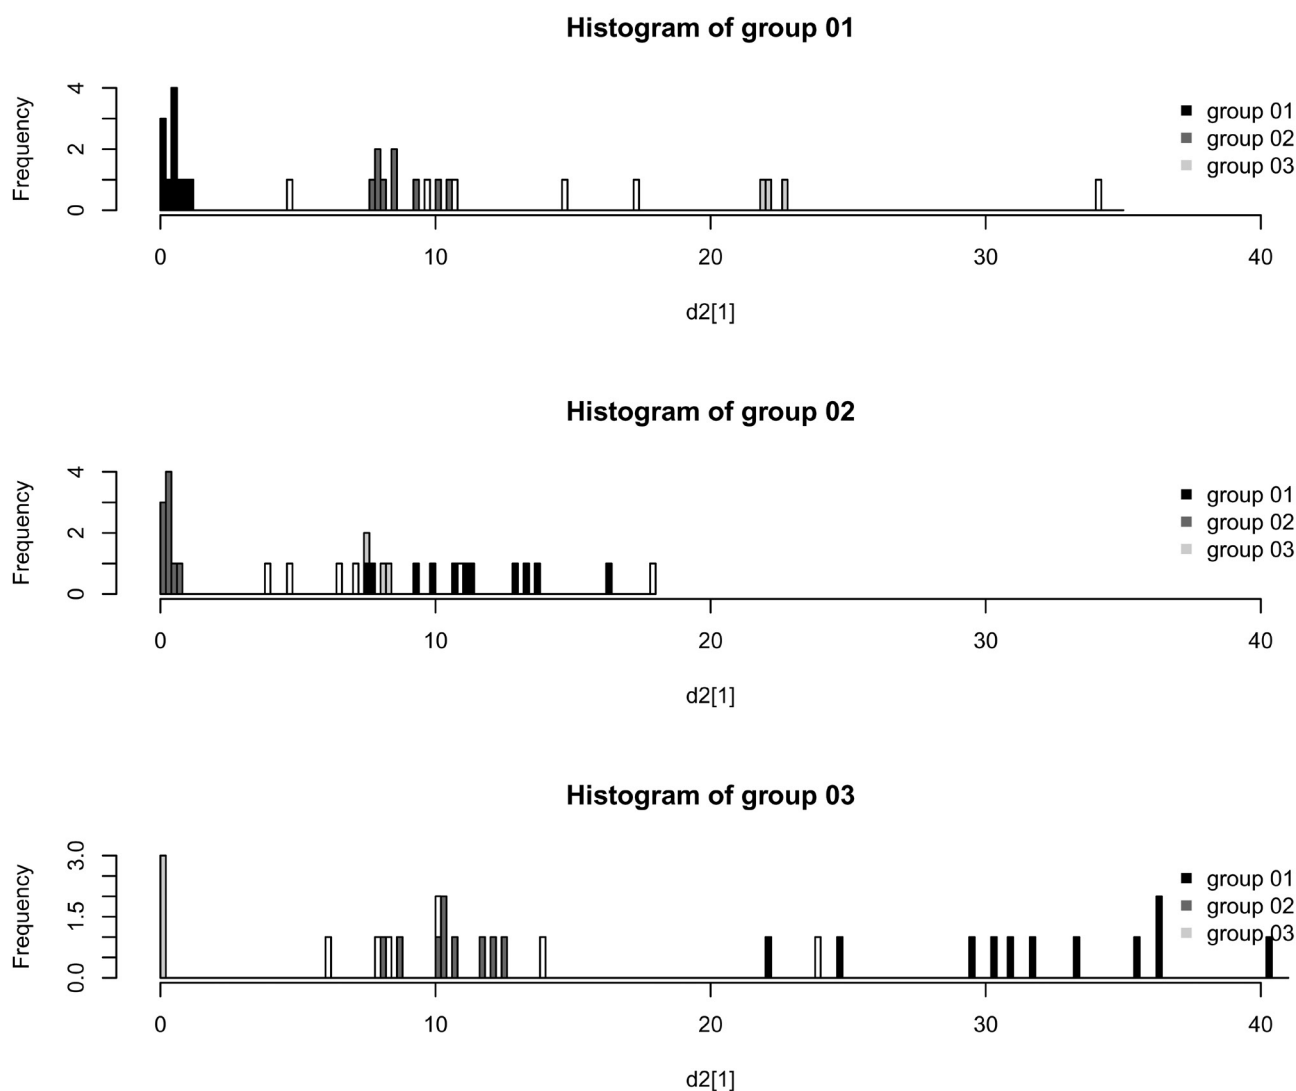 Histogram of group 01
Frequency
4
2
0
group 01
group 02
group 03
0 10 20 30 40
d2[1]
Histogram of group 02
Frequency
4
2
0
group 01
group 02
group 03
0 10 20 30 40
d2[1]
Histogram of group 03
Frequency
3.0
1.5
0.0
group 01
group 02
group 03
0 10 20 30 40
d2[1]